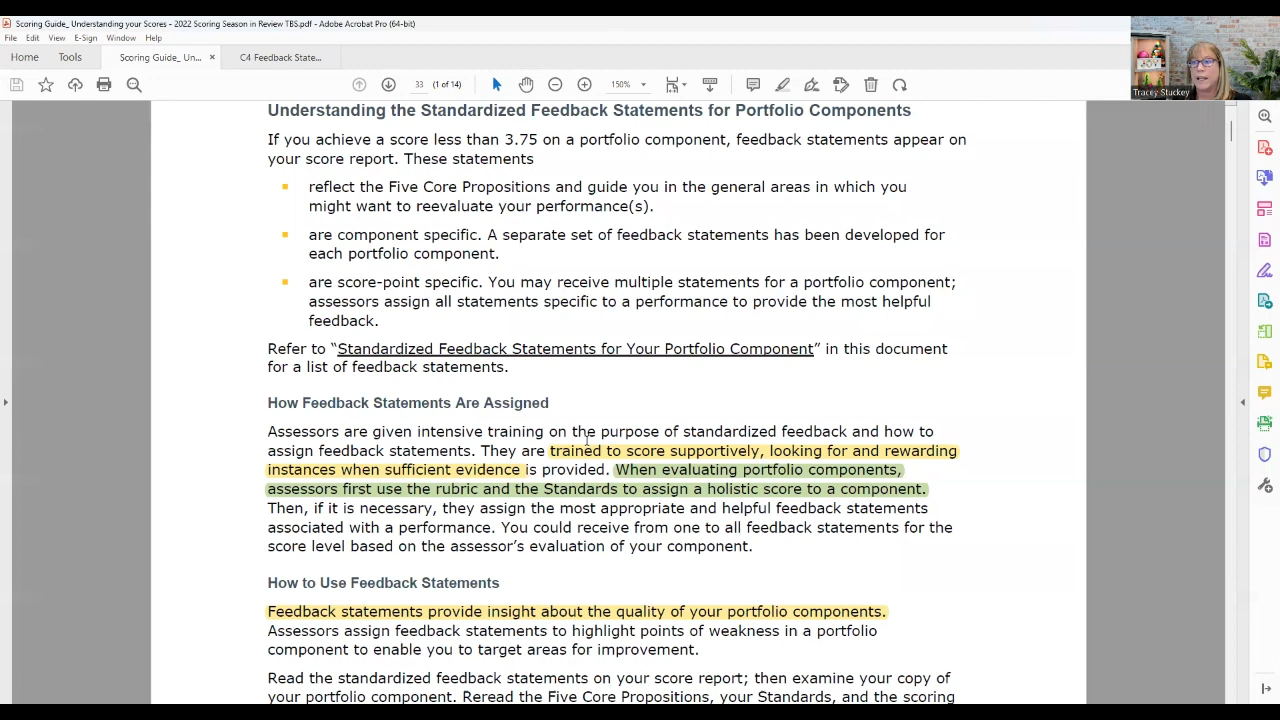 Scoring Guide_ Understanding your Scores - 2022 Scoring Season in Review TBS.pdf - Adobe Acrobat Pro (64-bit)
File Edit View E-Sign Window Help
Home Tools Scoring Guide_ Un... × C4 Feedback State...
33 (1 of 14) 150%
Tracey Stuckey
Understanding the Standardized Feedback Statements for Portfolio Components
If you achieve a score less than 3.75 on a portfolio component, feedback statements appear on
your score report. These statements
reflect the Five Core Propositions and guide you in the general areas in which you
might want to reevaluate your performance(s).
are component specific. A separate set of feedback statements has been developed for
each portfolio component.
are score-point specific. You may receive multiple statements for a portfolio component;
assessors assign all statements specific to a performance to provide the most helpful
feedback.
Refer to “Standardized Feedback Statements for Your Portfolio Component” in this document
for a list of feedback statements.
How Feedback Statements Are Assigned
Assessors are given intensive training on the purpose of standardized feedback and how to
assign feedback statements. They are trained to score supportively, looking for and rewarding
instances when sufficient evidence is provided. When evaluating portfolio components,
assessors first use the rubric and the Standards to assign a holistic score to a component.
Then, if it is necessary, they assign the most appropriate and helpful feedback statements
associated with a performance. You could receive from one to all feedback statements for the
score level based on the assessor’s evaluation of your component.
How to Use Feedback Statements
Feedback statements provide insight about the quality of your portfolio components.
Assessors assign feedback statements to highlight points of weakness in a portfolio
component to enable you to target areas for improvement.
Read the standardized feedback statements on your score report; then examine your copy of
your portfolio component. Reread the Five Core Propositions, your Standards, and the scoring